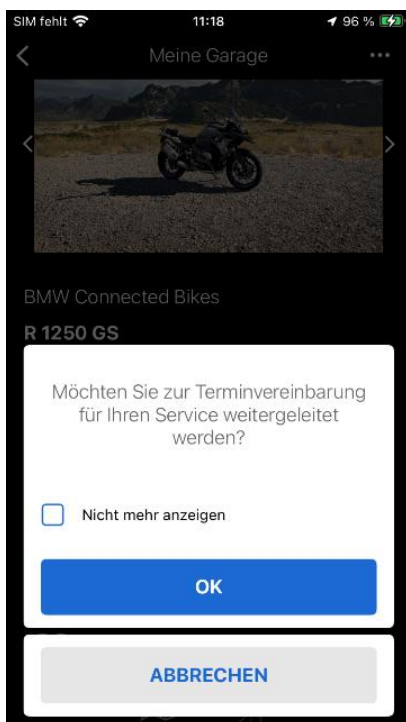 SIM fehlt 11:18 96 %
Meine Garage
BMW Connected Bikes
R 1250 GS
Möchten Sie zur Terminvereinbarung
für Ihren Service weitergeleitet
werden?
Nicht mehr anzeigen
OK
ABBRECHEN